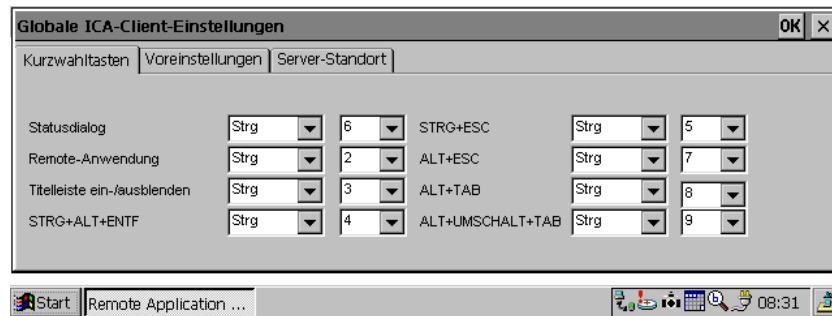 Globale ICA-Client-Einstellungen OK ×
Kurzwahltasten Voreinstellungen Server-Standort
Statusdialog Strg 6 STRG+ESC Strg 5
Remote-Anwendung Strg 2 ALT+ESC Strg 7
Titelleiste ein-/ausblenden Strg 3 ALT+TAB Strg 8
STRG+ALT+ENTF Strg 4 ALT+UMSCHALT+TAB Strg 9
Start Remote Application ... 08:31